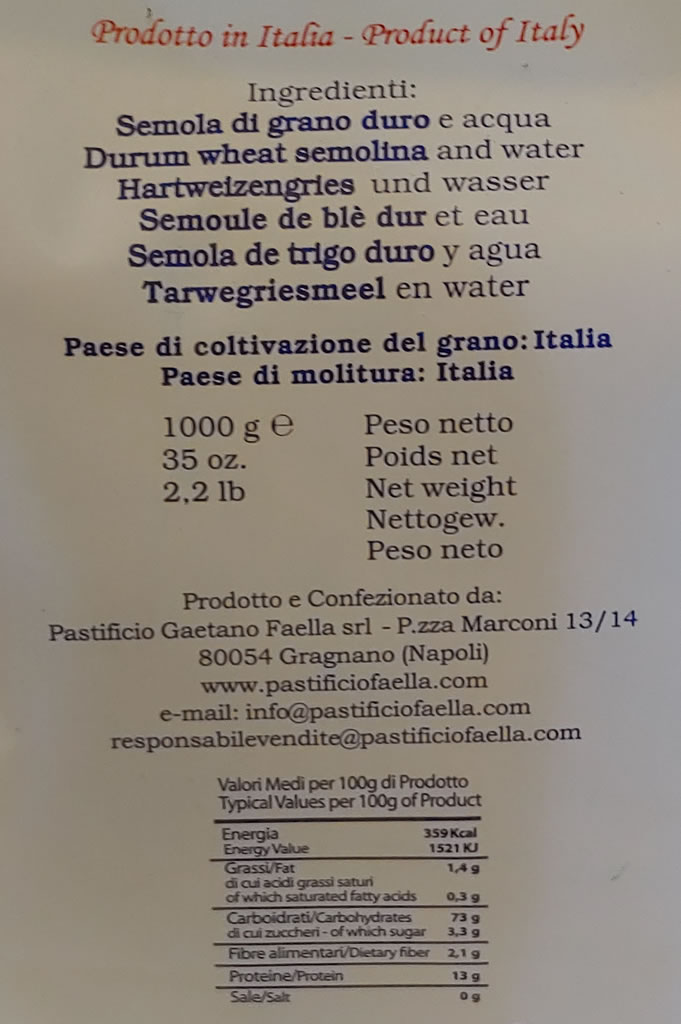 Prodotto in Italia - Product of Italy
Ingredienti:
Semola di grano duro e acqua
Durum wheat semolina and water
Hartweizengries und wasser
Semoule de blè dur et eau
Semola de trigo duro y agua
Tarwegriesmeel en water
Paese di coltivazione del grano: Italia
Paese di molitura: Italia
1000 g ℮ Peso netto
35 oz. Poids net
2,2 lb Net weight
Nettogew.
Peso neto
Prodotto e Confezionato da:
Pastificio Gaetano Faella srl - P.zza Marconi 13/14
80054 Gragnano (Napoli)
www.pastificiofaella.com
e-mail: info@pastificiofaella.com
responsabilevendite@pastificiofaella.com
Valori Medi per 100g di Prodotto
Typical Values per 100g of Product
Energia 359 Kcal
Energy Value 1521 KJ
Grassi/Fat 1,4 g
di cui acidi grassi saturi
of which saturated fatty acids 0,3 g
Carboidrati/Carbohydrates 73 g
di cui zuccheri - of which sugar 3,3 g
Fibre alimentari/Dietary fiber 2,1 g
Proteine/Protein 13 g
Sale/Salt 0 g